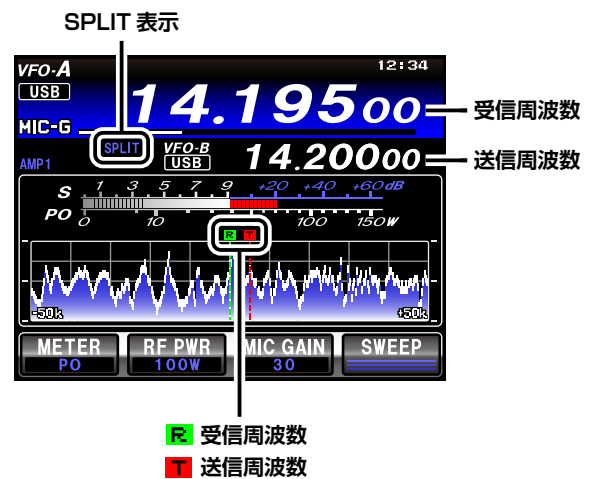 SPLIT 表示
VFO-A 12:34
USB
14.19500 受信周波数
MIC-G
SPLIT VFO-B
AMP1 USB 14.20000 送信周波数
S 1 3 5 7 9 +20 +40 +60dB
PO 0 10 100 150W
R T
-50k +50k
METER RF PWR MIC GAIN SWEEP
PO 100W 30
R 受信周波数
T 送信周波数